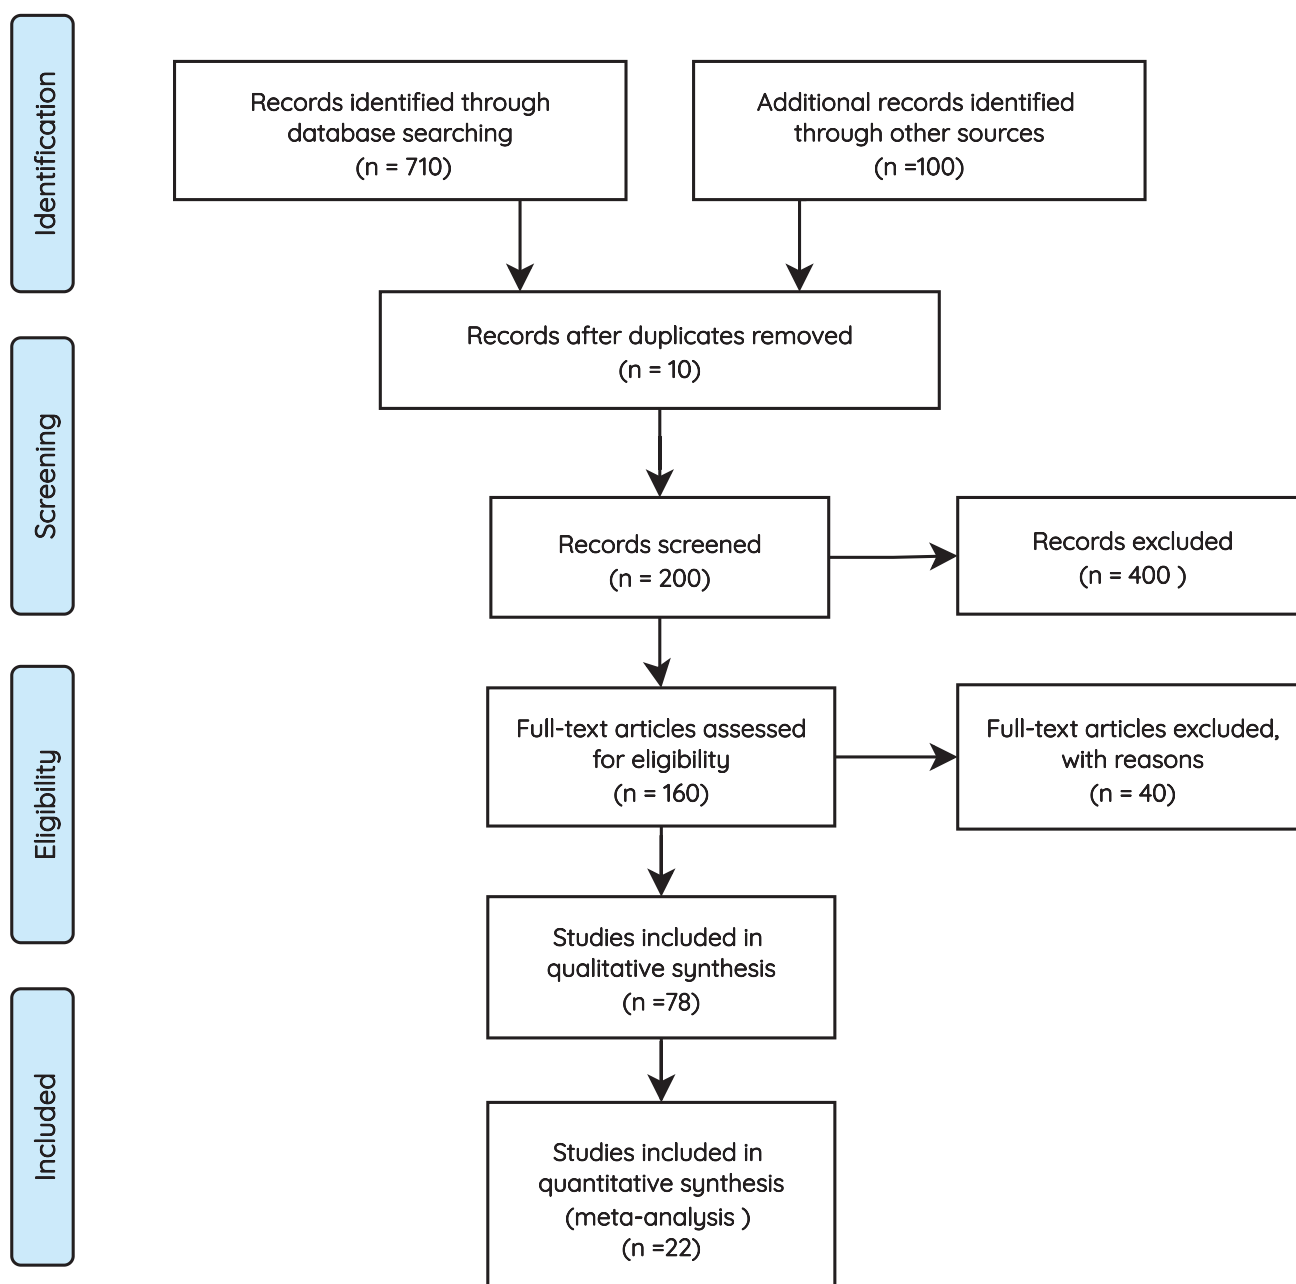 Identification
Records identified through
database searching
(n = 710)
Additional records identified
through other sources
(n =100)
Records after duplicates removed
(n = 10)
Screening
Records screened
(n = 200)
Records excluded
(n = 400 )
Eligibility
Full-text articles assessed
for eligibility
(n = 160)
Full-text articles excluded,
with reasons
(n = 40)
Studies included in
qualitative synthesis
(n =78)
Included
Studies included in
quantitative synthesis
(meta-analysis )
(n =22)